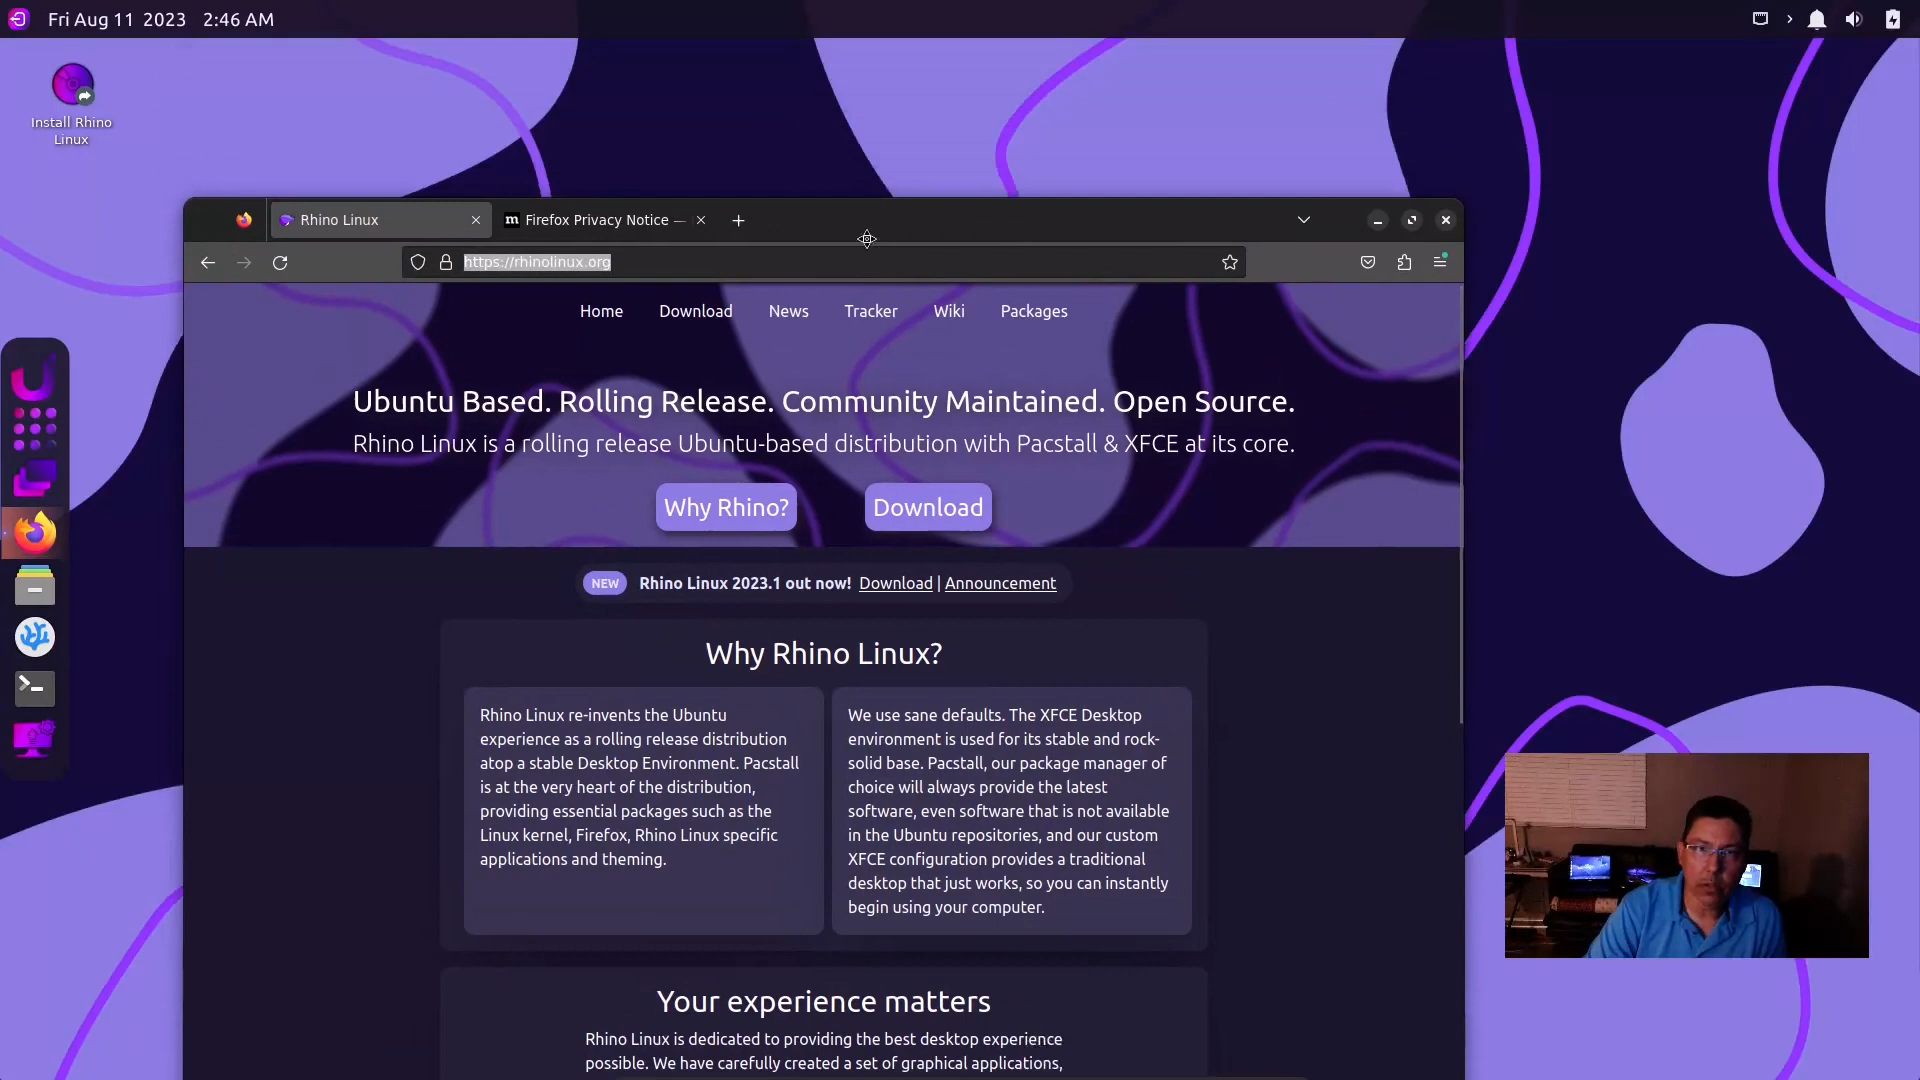 Fri Aug 11 2023 2:46 AM
Install Rhino
Linux
Rhino Linux
m Firefox Privacy Notice —
https://rhinolinux.org
Home Download News Tracker Wiki Packages
Ubuntu Based. Rolling Release. Community Maintained. Open Source.
Rhino Linux is a rolling release Ubuntu-based distribution with Pacstall & XFCE at its core.
Why Rhino? Download
NEW Rhino Linux 2023.1 out now! Download | Announcement
Why Rhino Linux?
Rhino Linux re-invents the Ubuntu
experience as a rolling release distribution
atop a stable Desktop Environment. Pacstall
is at the very heart of the distribution,
providing essential packages such as the
Linux kernel, Firefox, Rhino Linux specific
applications and theming.
We use sane defaults. The XFCE Desktop
environment is used for its stable and rock-
solid base. Pacstall, our package manager of
choice will always provide the latest
software, even software that is not available
in the Ubuntu repositories, and our custom
XFCE configuration provides a traditional
desktop that just works, so you can instantly
begin using your computer.
Your experience matters
Rhino Linux is dedicated to providing the best desktop experience
possible. We have carefully created a set of graphical applications,